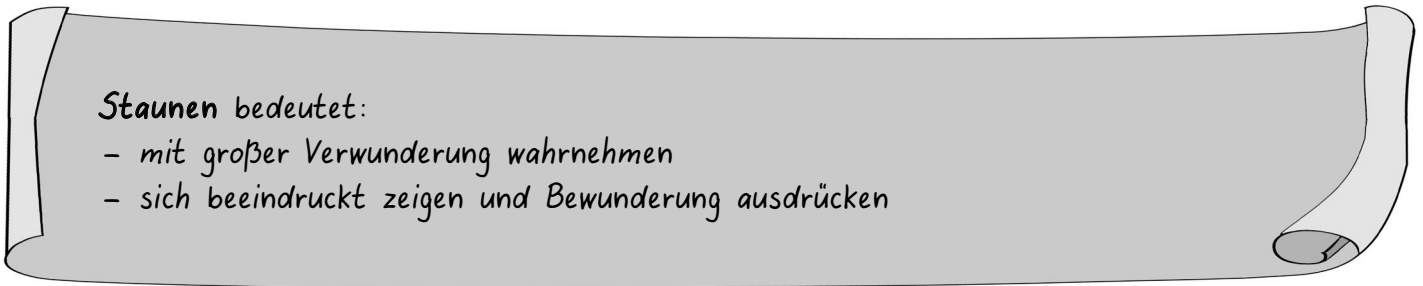 Staunen bedeutet:
– mit großer Verwunderung wahrnehmen
– sich beeindruckt zeigen und Bewunderung ausdrücken